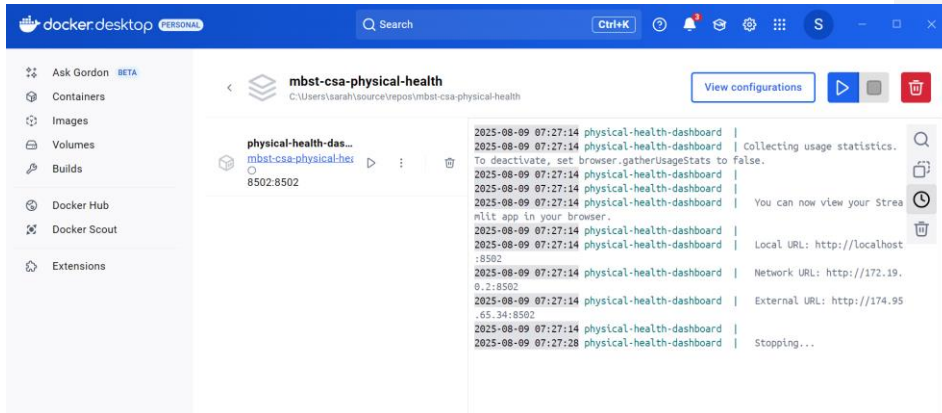 docker.desktop PERSONAL
Search
Ctrl+K
3
S
Ask Gordon BETA
Containers
Images
Volumes
Builds
Docker Hub
Docker Scout
Extensions
mbst-csa-physical-health
C:\Users\sarah\source\repos\mbst-csa-physical-health
View configurations
physical-health-das...
mbst-csa-physical-hea
8502:8502
2025-08-09 07:27:14 physical-health-dashboard |
2025-08-09 07:27:14 physical-health-dashboard | Collecting usage statistics.
To deactivate, set browser.gatherUsageStats to false.
2025-08-09 07:27:14 physical-health-dashboard |
2025-08-09 07:27:14 physical-health-dashboard |
2025-08-09 07:27:14 physical-health-dashboard | You can now view your Strea
mlit app in your browser.
2025-08-09 07:27:14 physical-health-dashboard |
2025-08-09 07:27:14 physical-health-dashboard | Local URL: http://localhost
:8502
2025-08-09 07:27:14 physical-health-dashboard | Network URL: http://172.19.
0.2:8502
2025-08-09 07:27:14 physical-health-dashboard | External URL: http://174.95
.65.34:8502
2025-08-09 07:27:14 physical-health-dashboard |
2025-08-09 07:27:28 physical-health-dashboard | Stopping...